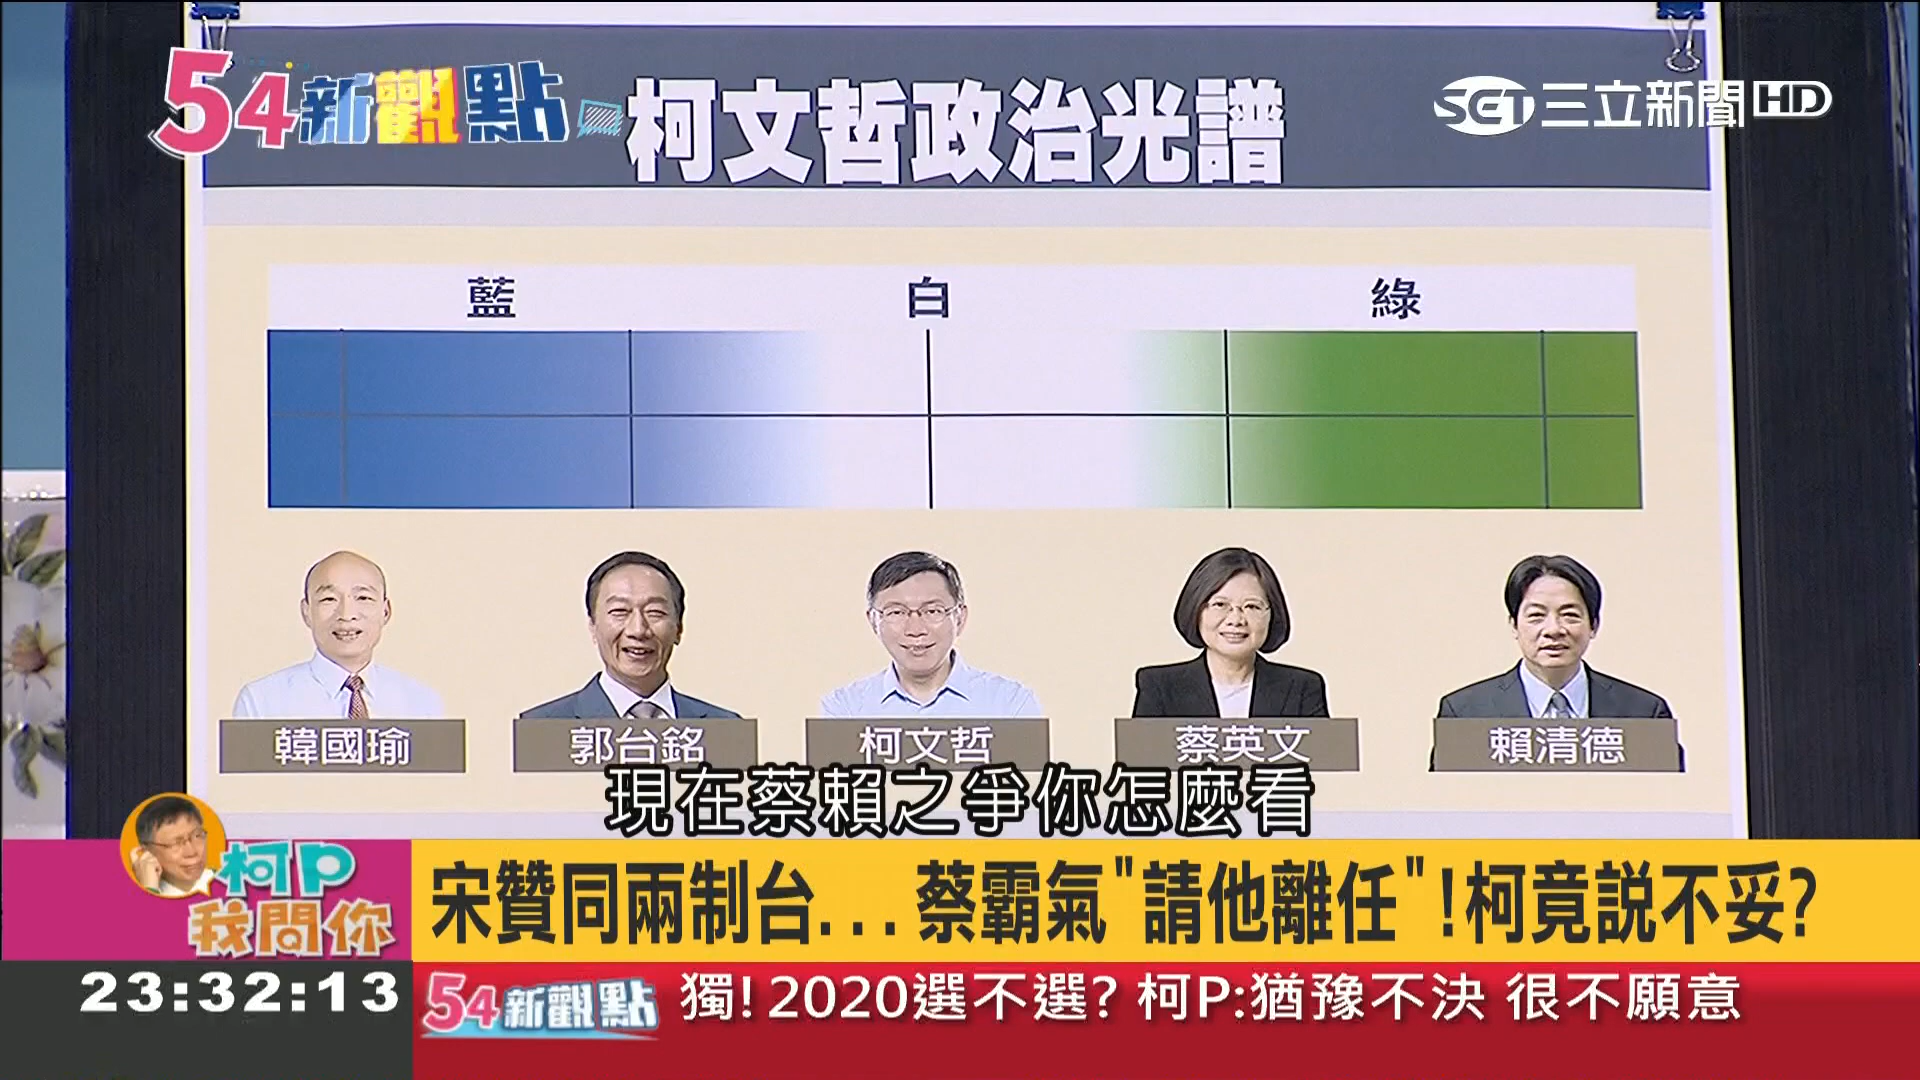 54新觀點
柯文哲政治光譜
SET三立新聞HD
藍 白 綠
韓國瑜 郭台銘 柯文哲 蔡英文 賴清德
現在蔡賴之爭你怎麼看
柯P
我問你
宋贊同兩制台...蔡霸氣"請他離任"!柯竟説不妥?
23:32:13
54新觀點
獨!2020選不選? 柯P:猶豫不決 很不願意